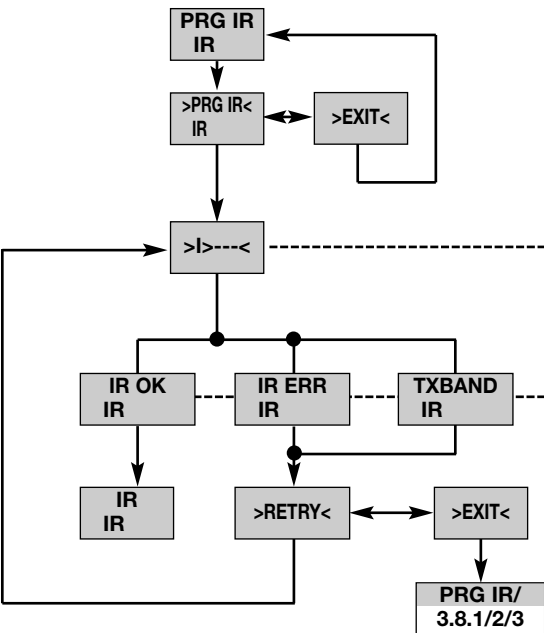 PRG IR
IR
>PRG IR<
IR
>EXIT<
>I>---<
IR OK
IR
IR ERR
IR
TXBAND
IR
IR
IR
>RETRY<
>EXIT<
PRG IR/
3.8.1/2/3